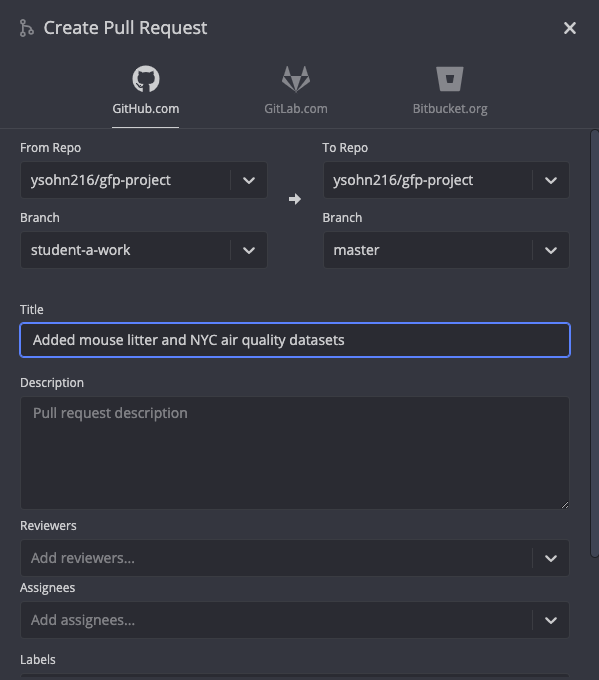 Create Pull Request
GitHub.com GitLab.com Bitbucket.org
From Repo To Repo
ysohn216/gfp-project ysohn216/gfp-project
Branch Branch
student-a-work master
Title
Added mouse litter and NYC air quality datasets
Description
Pull request description
Reviewers
Add reviewers...
Assignees
Add assignees...
Labels